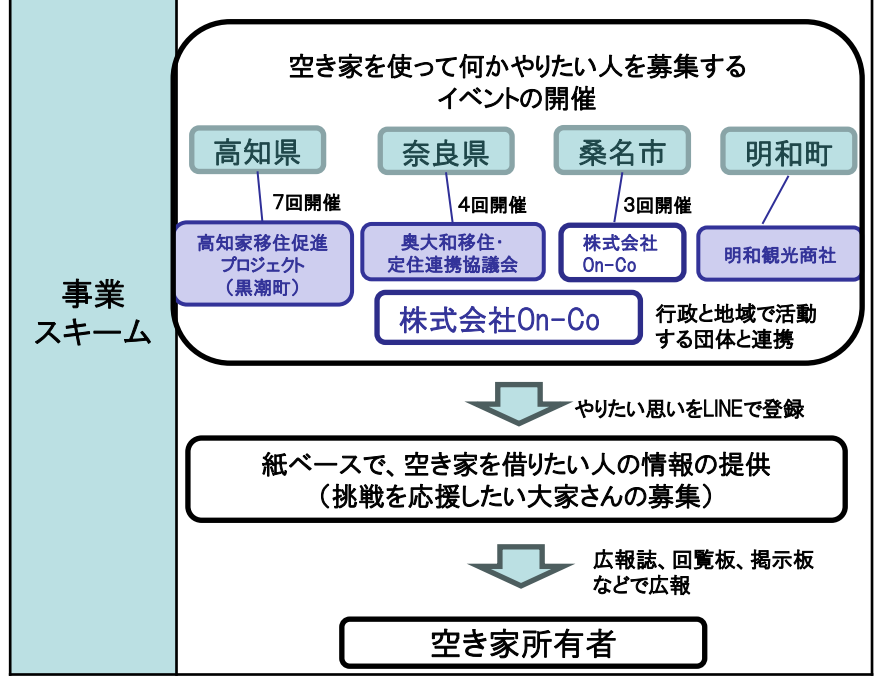 事業
スキーム
空き家を使って何かやりたい人を募集する
イベントの開催
高知県
奈良県
桑名市
明和町
7回開催
4回開催
3回開催
高知家移住促進
プロジェクト
（黒潮町）
奥大和移住・
定住連携協議会
株式会社
On-Co
明和観光商社
株式会社On-Co
行政と地域で活動
する団体と連携
やりたい思いをLINEで登録
紙ベースで、空き家を借りたい人の情報の提供
（挑戦を応援したい大家さんの募集）
広報誌、回覧板、掲示板
などで広報
空き家所有者